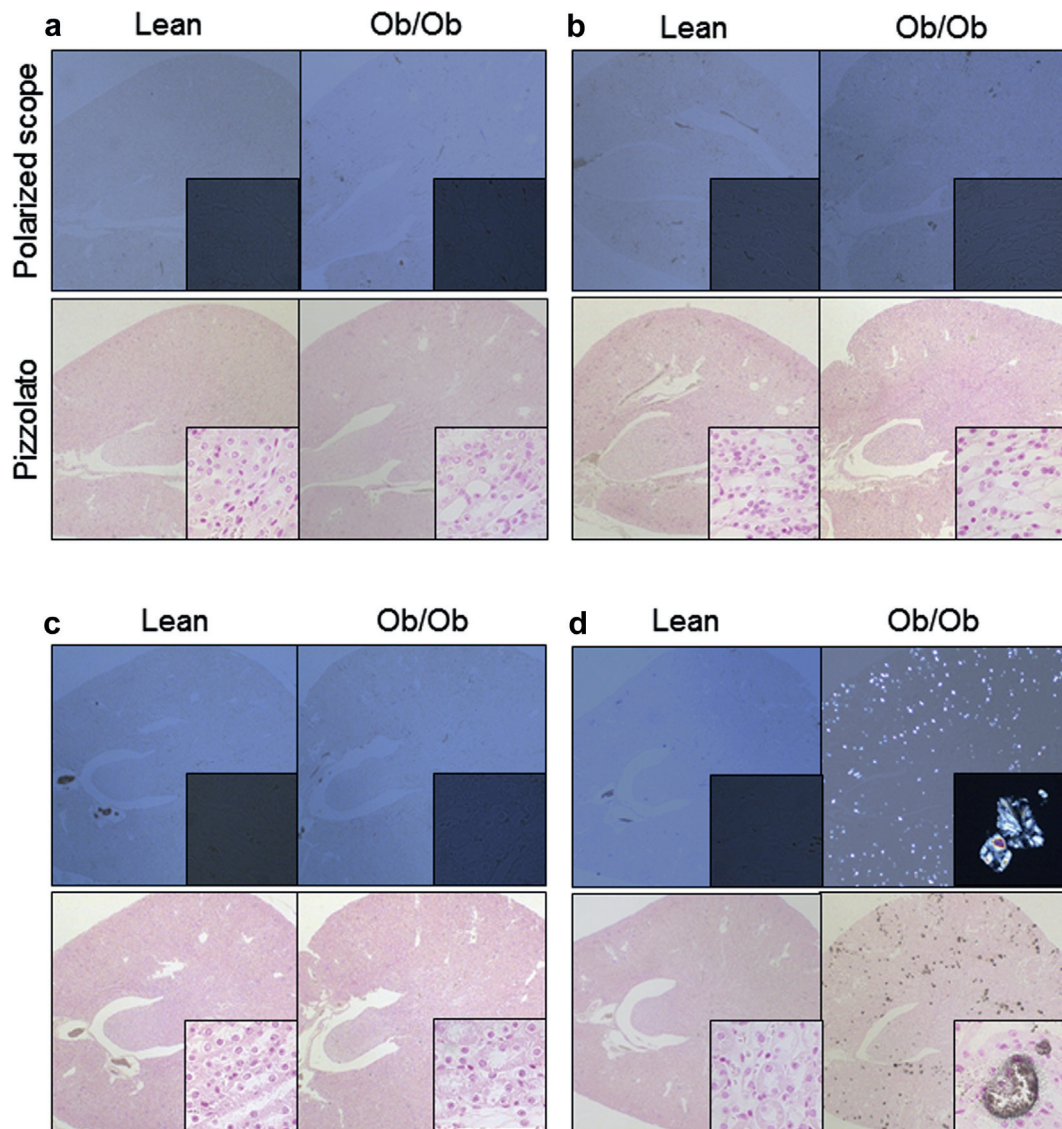 a Lean Ob/Ob
b Lean Ob/Ob
Polarized scope
Pizzolato
c Lean Ob/Ob
d Lean Ob/Ob